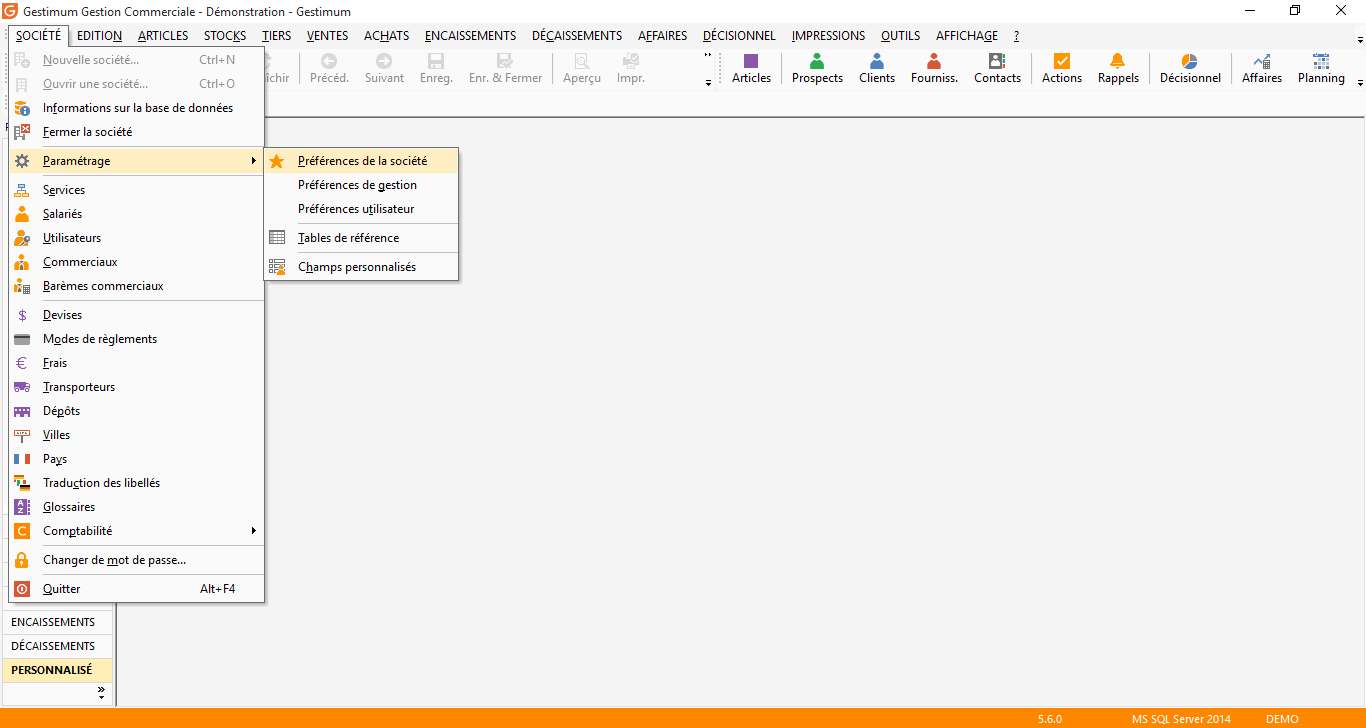 Gestimum Gestion Commerciale - Démonstration - Gestimum
SOCIÉTÉ EDITION ARTICLES STOCKS TIERS VENTES ACHATS ENCAISSEMENTS DÉCAISSEMENTS AFFAIRES DÉCISIONNEL IMPRESSIONS OUTILS AFFICHAGE ?
Précéd. Suivant Enreg. Enr. & Fermer Aperçu Impr. Articles Prospects Clients Fourniss. Contacts Actions Rappels Décisionnel Affaires Planning
Nouvelle société... Ctrl+N
Ouvrir une société... Ctrl+O
Informations sur la base de données
Fermer la société
Paramétrage
Préférences de la société
Préférences de gestion
Préférences utilisateur
Tables de référence
Champs personnalisés
Services
Salariés
Utilisateurs
Commerciaux
Barèmes commerciaux
Devises
Modes de règlements
Frais
Transporteurs
Dépôts
Villes
Pays
Traduction des libellés
Glossaires
Comptabilité
Changer de mot de passe...
Quitter Alt+F4
ENCAISSEMENTS
DÉCAISSEMENTS
PERSONNALISÉ
5.6.0 MS SQL Server 2014 DEMO